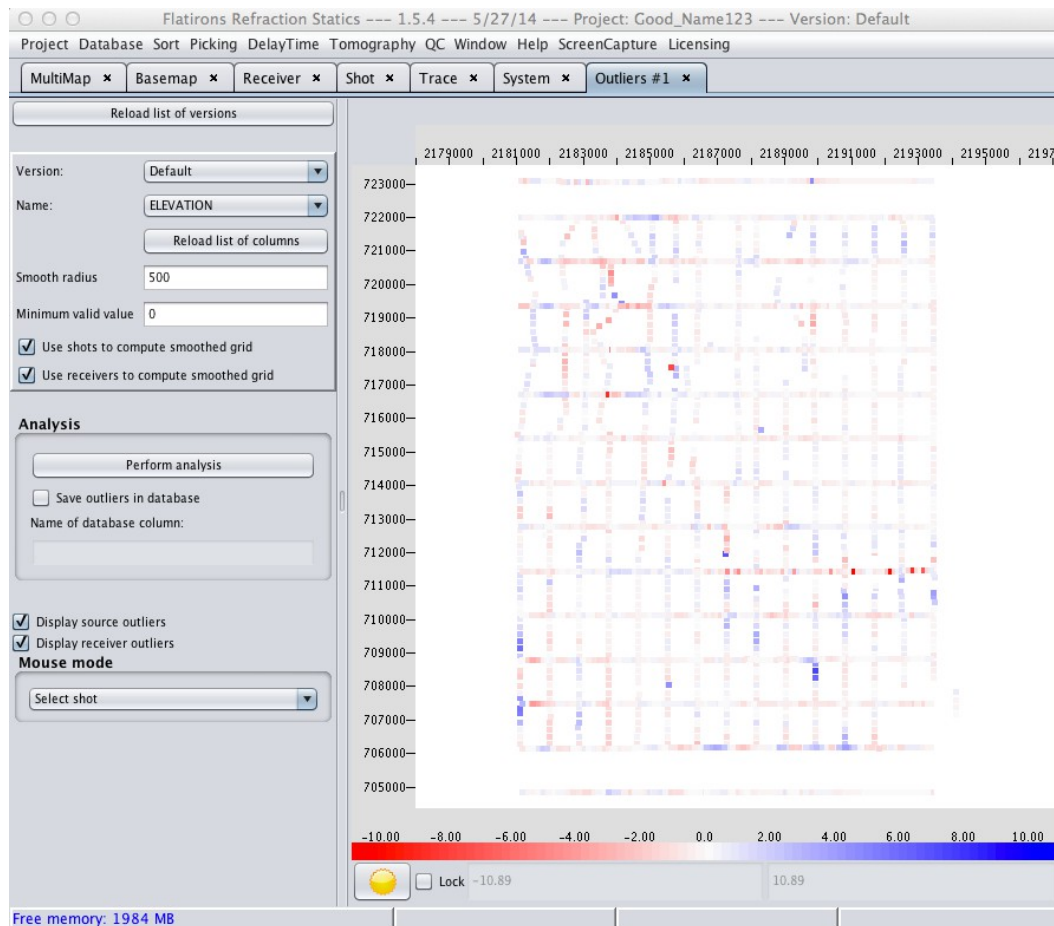 Flatirons Refraction Statics --- 1.5.4 --- 5/27/14 --- Project: Good_Name123 --- Version: Default
Project Database Sort Picking DelayTime Tomography QC Window Help ScreenCapture Licensing
MultiMap × Basemap × Receiver × Shot × Trace × System × Outliers #1 ×
Reload list of versions
Version: Default
Name: ELEVATION
Reload list of columns
Smooth radius 500
Minimum valid value 0
Use shots to compute smoothed grid
Use receivers to compute smoothed grid
Analysis
Perform analysis
Save outliers in database
Name of database column:
Display source outliers
Display receiver outliers
Mouse mode
Select shot
2179000 2181000 2183000 2185000 2187000 2189000 2191000 2193000 2195000 2197
723000
722000
721000
720000
719000
718000
717000
716000
715000
714000
713000
712000
711000
710000
709000
708000
707000
706000
705000
-10.00 -8.00 -6.00 -4.00 -2.00 0.0 2.00 4.00 6.00 8.00 10.00
Lock -10.89 10.89
Free memory: 1984 MB